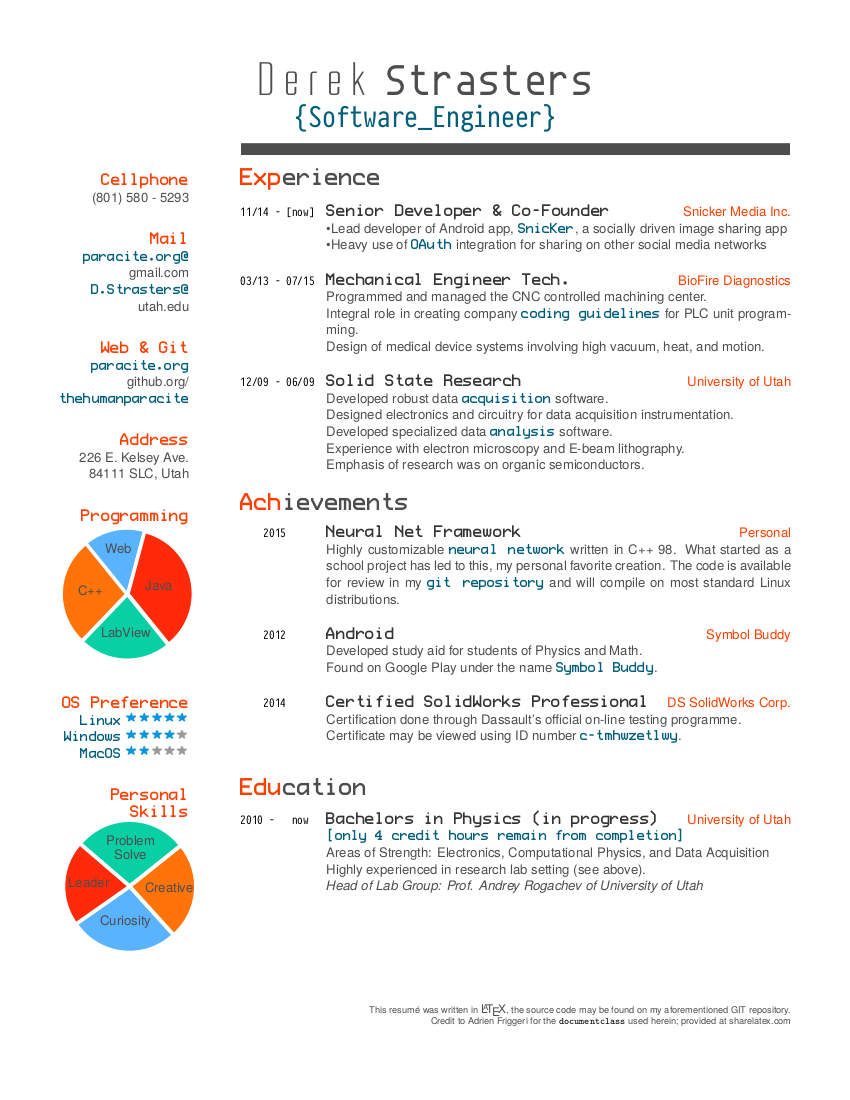 Derek Strasters
{Software_Engineer}
Cellphone
(801) 580 - 5293
Mail
paracite.org@
gmail.com
D.Strasters@
utah.edu
Web & Git
paracite.org
github.org/
thehumanparacite
Address
226 E. Kelsey Ave.
84111 SLC, Utah
Programming
Web
Java
C++
LabView
OS Preference
Linux ★★★★★
Windows ★★★★★
MacOS ★★★★★
Personal
Skills
Problem
Solve
Leader
Creative
Curiosity
Experience
11/14 - [now] Senior Developer & Co-Founder Snicker Media Inc.
•Lead developer of Android app, SnicKer, a socially driven image sharing app
•Heavy use of OAuth integration for sharing on other social media networks
03/13 - 07/15 Mechanical Engineer Tech. BioFire Diagnostics
Programmed and managed the CNC controlled machining center.
Integral role in creating company coding guidelines for PLC unit program-
ming.
Design of medical device systems involving high vacuum, heat, and motion.
12/09 - 06/09 Solid State Research University of Utah
Developed robust data acquisition software.
Designed electronics and circuitry for data acquisition instrumentation.
Developed specialized data analysis software.
Experience with electron microscopy and E-beam lithography.
Emphasis of research was on organic semiconductors.
Achievements
2015 Neural Net Framework Personal
Highly customizable neural network written in C++ 98. What started as a
school project has led to this, my personal favorite creation. The code is available
for review in my git repository and will compile on most standard Linux
distributions.
2012 Android Symbol Buddy
Developed study aid for students of Physics and Math.
Found on Google Play under the name Symbol Buddy.
2014 Certified SolidWorks Professional DS SolidWorks Corp.
Certification done through Dassault's official on-line testing programme.
Certificate may be viewed using ID number c-tmhwzetlwy.
Education
2010 - now Bachelors in Physics (in progress) University of Utah
[only 4 credit hours remain from completion]
Areas of Strength: Electronics, Computational Physics, and Data Acquisition
Highly experienced in research lab setting (see above).
Head of Lab Group: Prof. Andrey Rogachev of University of Utah
This resumé was written in LATEX, the source code may be found on my aforementioned GIT repository.
Credit to Adrien Friggeri for the documentclass used herein; provided at sharelatex.com